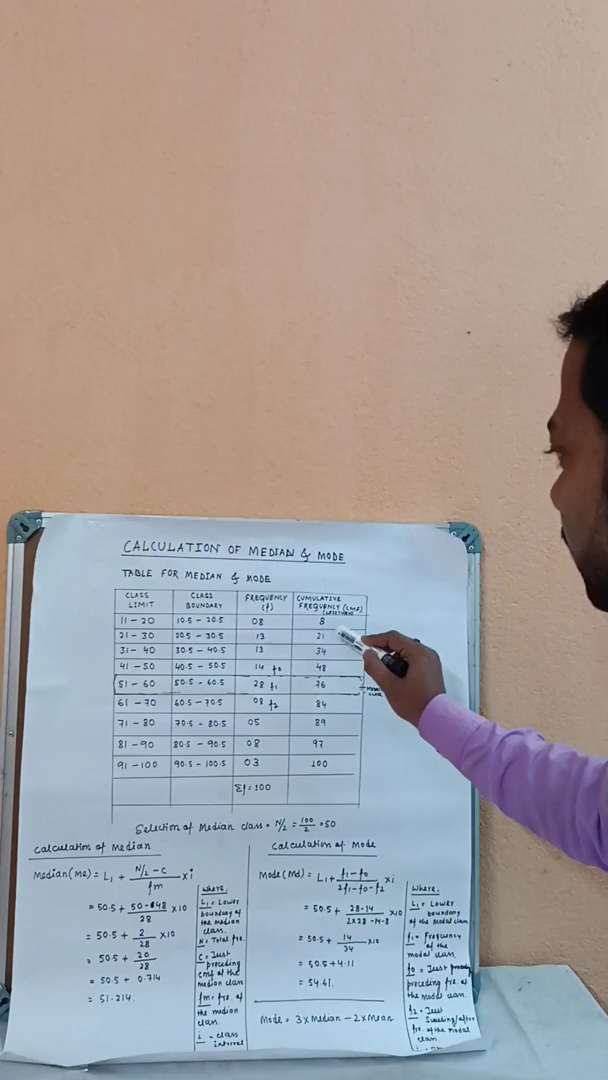 CALCULATION OF MEDIAN & MODE
TABLE FOR MEDIAN & MODE
CLASS LIMIT CLASS BOUNDARY FREQUENCY (f) CUMULATIVE FREQUENCY (CMF) (LESS THAN)
11-20 10.5-20.5 08 8
21-30 20.5-30.5 13 21
31-40 30.5-40.5 13 34
41-50 40.5-50.5 14 f0 48
51-60 50.5-60.5 28 f1 76
61-70 60.5-70.5 08 f2 84
71-80 70.5-80.5 05 89
81-90 80.5-90.5 08 97
91-100 90.5-100.5 03 100
Σf=100
Selection of Median class = N/2 = 100/2 = 50
Calculation of Median
Median(Me) = L1 + (N/2 - C)/fm × i
= 50.5 + (50-48)/28 × 10
= 50.5 + 2/28 × 10
= 50.5 + 20/28
= 50.5 + 0.714
= 51.214.
Where,
L1 = Lower
boundary of
the median
class.
N = Total fre.
C = Just
preceding
cmf of the
median class
fm = fre. of
the median
class.
i = class
interval
Calculation of Mode
Mode(Md) = L1 + (f1-f0)/(2f1-f0-f2) × i
= 50.5 + (28-14)/(2×28-14-8) × 10
= 50.5 + 14/34 × 10
= 50.5 + 4.11
= 54.61.
Mode = 3×Median - 2×Mean
Where,
L1 = Lower
boundary
of the modal class
f1 = Frequency
of the
modal class.
f0 = Just
preceding fre. of
the Modal class.
f2 = Just
fre. of the modal
class.